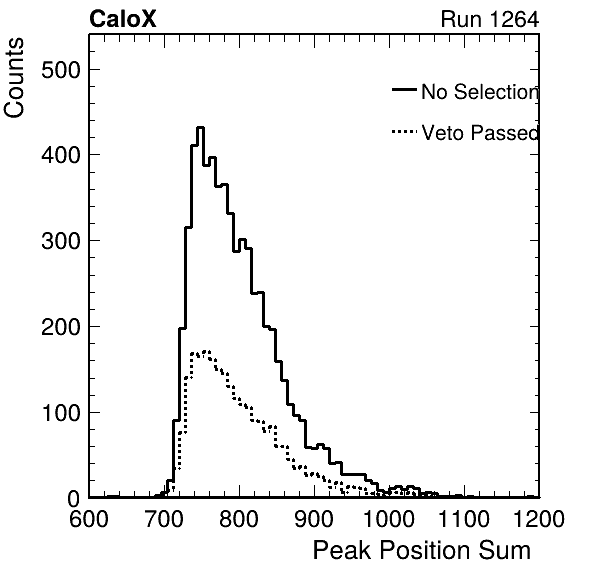 CaloX Run 1264
Counts
500
400
300
200
100
0
No Selection
Veto Passed
600 700 800 900 1000 1100 1200
Peak Position Sum